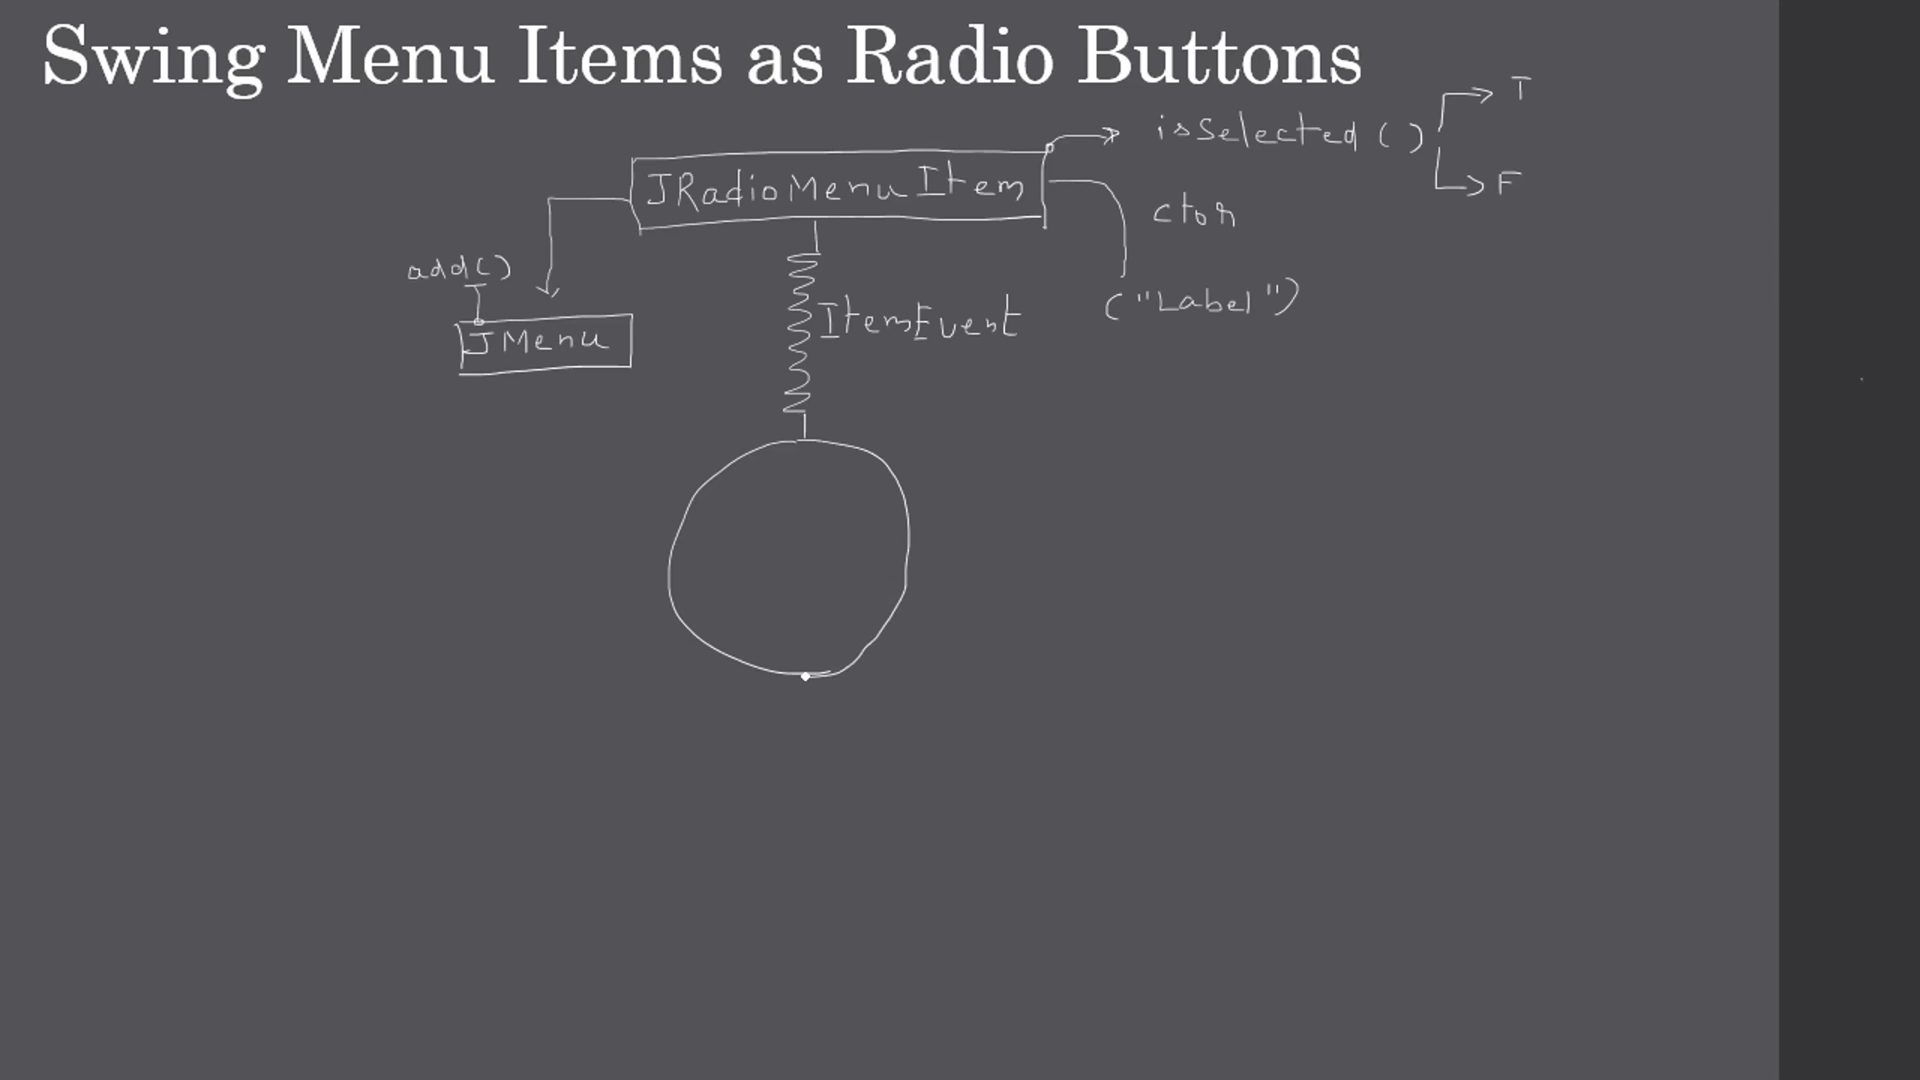 Swing Menu Items as Radio Buttons
T
isSelected ( )
F
JRadioMenuItem
ctor
add( )
("Label")
ItemEvent
JMenu